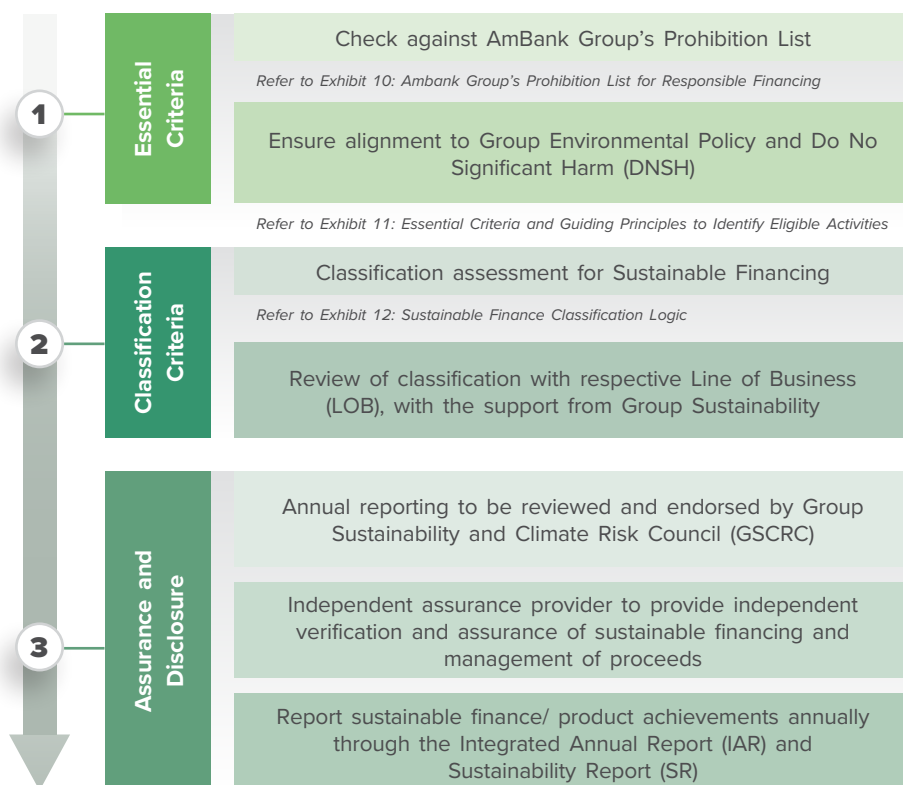 1
Essential
Criteria
Check against AmBank Group's Prohibition List
Refer to Exhibit 10: Ambank Group's Prohibition List for Responsible Financing
Ensure alignment to Group Environmental Policy and Do No
Significant Harm (DNSH)
Refer to Exhibit 11: Essential Criteria and Guiding Principles to Identify Eligible Activities
2
Classification
Criteria
Classification assessment for Sustainable Financing
Refer to Exhibit 12: Sustainable Finance Classification Logic
Review of classification with respective Line of Business
(LOB), with the support from Group Sustainability
3
Assurance and
Disclosure
Annual reporting to be reviewed and endorsed by Group
Sustainability and Climate Risk Council (GSCRC)
Independent assurance provider to provide independent
verification and assurance of sustainable financing and
management of proceeds
Report sustainable finance/ product achievements annually
through the Integrated Annual Report (IAR) and
Sustainability Report (SR)